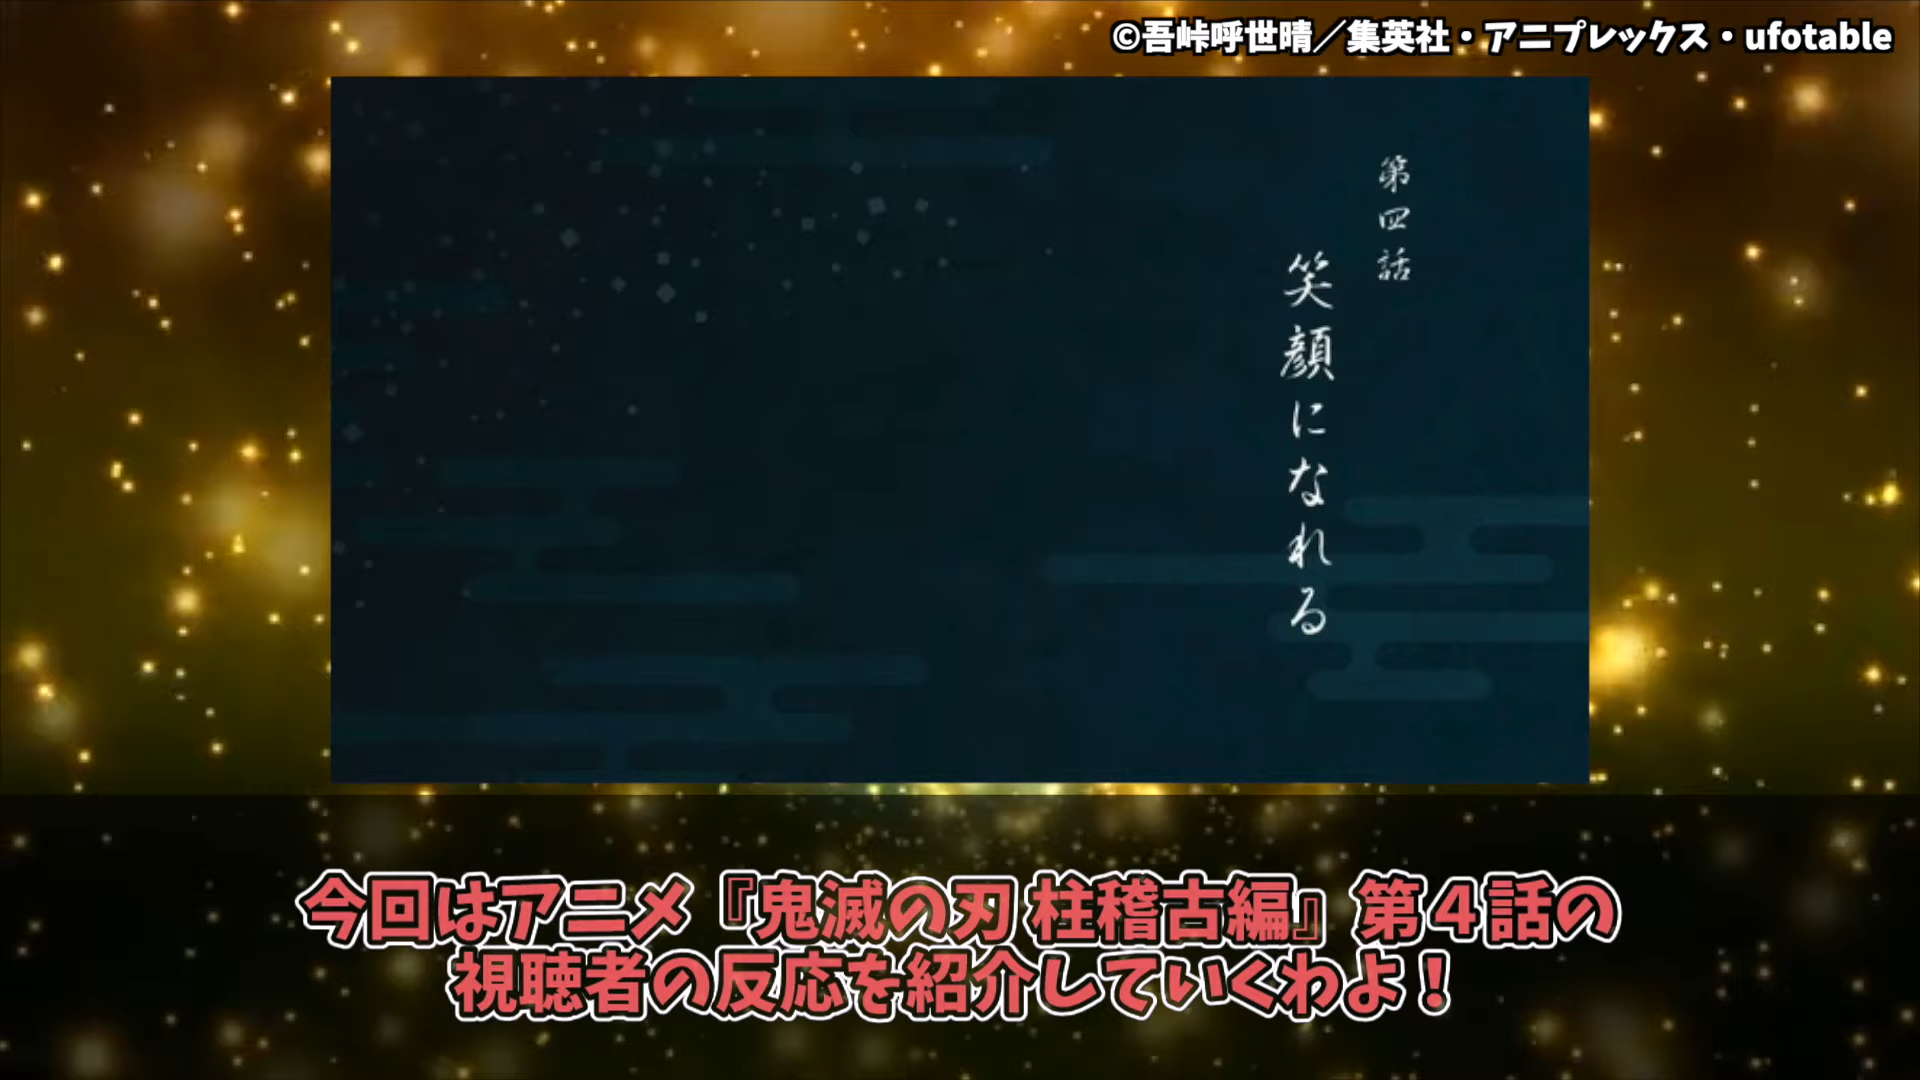 ©吾峠呼世晴／集英社・アニプレックス・ufotable
第四話
笑顔になれる
今回はアニメ『鬼滅の刃 柱稽古編』第４話の
視聴者の反応を紹介していくわよ！